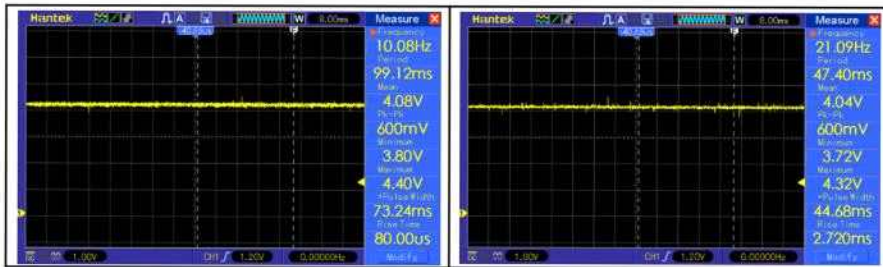 Hantek
W 8.00ms
Measure
Frequency
10.08Hz
Period
99.12ms
Mean
4.08V
Pk-Pk
600mV
Minimum
3.80V
Maximum
4.40V
+Pulse Width
73.24ms
Rise Time
80.00us
1.00V
CH1 1.20V
0.00000Hz
Modify
Hantek
W 8.00ms
Measure
Frequency
21.09Hz
Period
47.40ms
Mean
4.04V
Pk-Pk
600mV
Minimum
3.72V
Maximum
4.32V
+Pulse Width
44.68ms
Rise Time
2.720ms
1.00V
CH1 1.20V
0.00000Hz
Modify